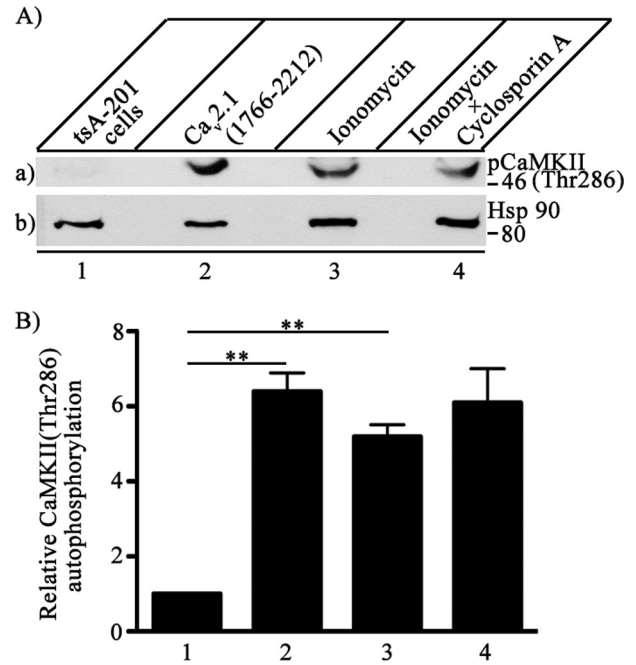 A)
tsA-201
cells
Cav2.1
(1766-2212)
Ionomycin
Ionomycin
+
Cyclosporin A
a)
pCaMKII
-46 (Thr286)
b)
Hsp 90
-80
1 2 3 4
B)
Relative CaMKII(Thr286)
autophosphorylation
8
6
4
2
0
**
**
1 2 3 4